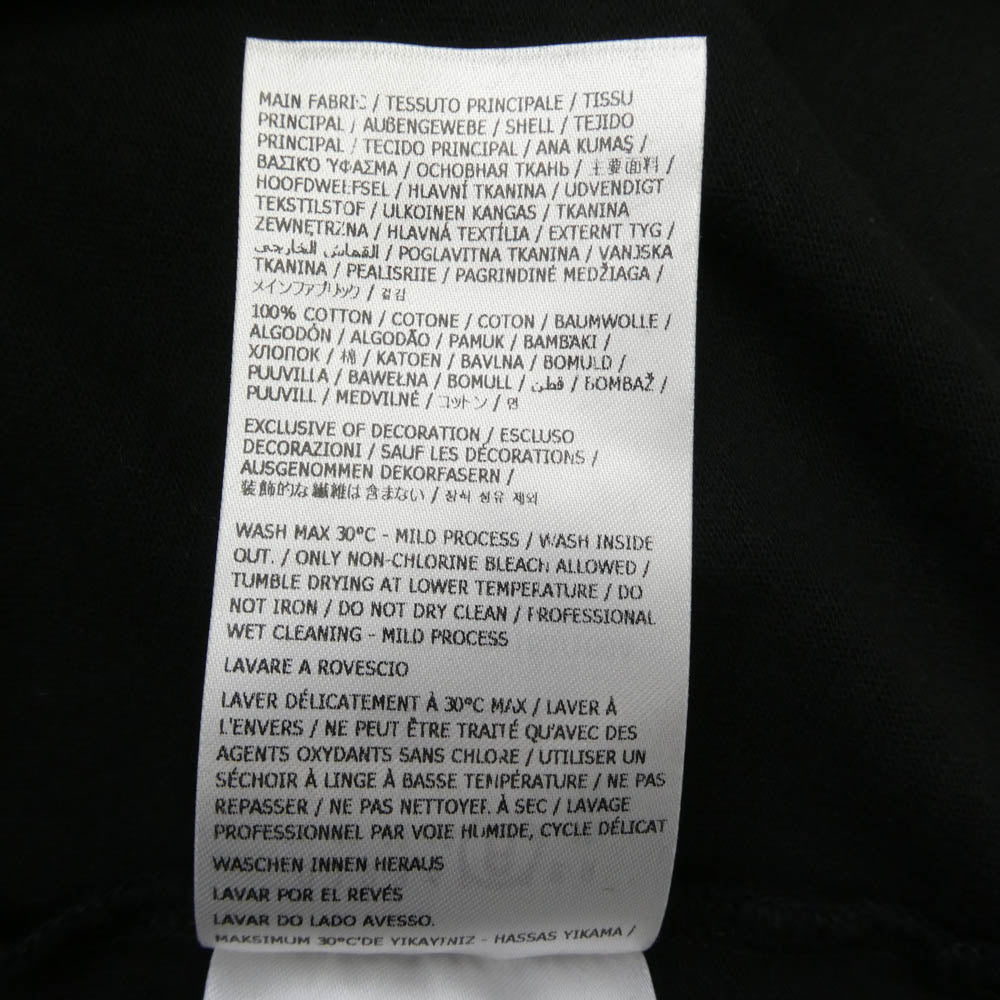 MAIN FABRIC / TESSUTO PRINCIPALE / TISSU
PRINCIPAL / AUßENGEWEBE / SHELL / TEJIDO
PRINCIPAL / TECIDO PRINCIPAL / ANA KUMAŞ /
ΒΑΣΙΚΌ ΎΦΑΣΜΑ / ОСНОВНАЯ ТКАНЬ / 主要面料 /
HOOFDWEEFSEL / HLAVNÍ TKANINA / UDVENDIGT
TEKSTILSTOF / ULKOINEN KANGAS / TKANINA
ZEWNĘTRZNA / HLAVNÁ TEXTÍLIA / EXTERNT TYG /
القماش الخارجي / POGLAVITNA TKANINA / VANJSKA
TKANINA / PEALISRIIE / PAGRINDINĖ MEDŽIAGA /
メインファブリック / 겉감
100% COTTON / COTONE / COTON / BAUMWOLLE /
ALGODÓN / ALGODÃO / PAMUK / ΒΑΜΒΆΚΙ /
ХЛОПОК / 棉 / KATOEN / BAVLNA / BOMULD /
PUUVILLA / BAWEŁNA / BOMULL / قطن / BOMBAŽ /
PUUVILL / MEDVILNĖ / コットン / 면
EXCLUSIVE OF DECORATION / ESCLUSO
DECORAZIONI / SAUF LES DÉCORATIONS /
AUSGENOMMEN DEKORFASERN /
装飾的な繊維は含まない / 장식 섬유 제외
WASH MAX 30°C - MILD PROCESS / WASH INSIDE
OUT. / ONLY NON-CHLORINE BLEACH ALLOWED /
TUMBLE DRYING AT LOWER TEMPERATURE / DO
NOT IRON / DO NOT DRY CLEAN / PROFESSIONAL
WET CLEANING - MILD PROCESS
LAVARE A ROVESCIO
LAVER DÉLICATEMENT À 30°C MAX / LAVER À
L'ENVERS / NE PEUT ÊTRE TRAITÉ QU'AVEC DES
AGENTS OXYDANTS SANS CHLORE / UTILISER UN
SÉCHOIR À LINGE À BASSE TEMPÉRATURE / NE PAS
REPASSER / NE PAS NETTOYER À SEC / LAVAGE
PROFESSIONNEL PAR VOIE HUMIDE, CYCLE DÉLICAT
WASCHEN INNEN HERAUS
LAVAR POR EL REVÉS
LAVAR DO LADO AVESSO.
MAKSIMUM 30°C'DE YIKAYINIZ - HASSAS YIKAMA /